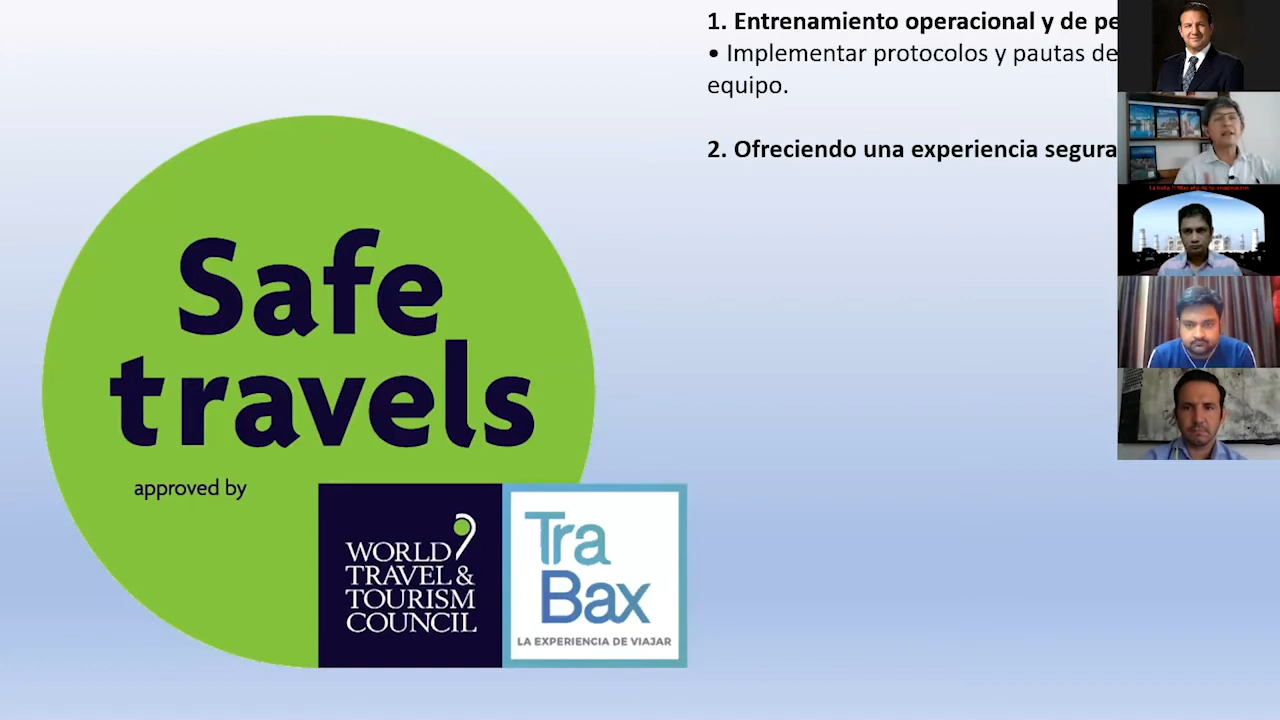 1. Entrenamiento operacional y de pe
• Implementar protocolos y pautas de
equipo.
2. Ofreciendo una experiencia segura
Safe
travels
approved by
WORLD
TRAVEL &
TOURISM
COUNCIL
Tra
Bax
LA EXPERIENCIA DE VIAJAR